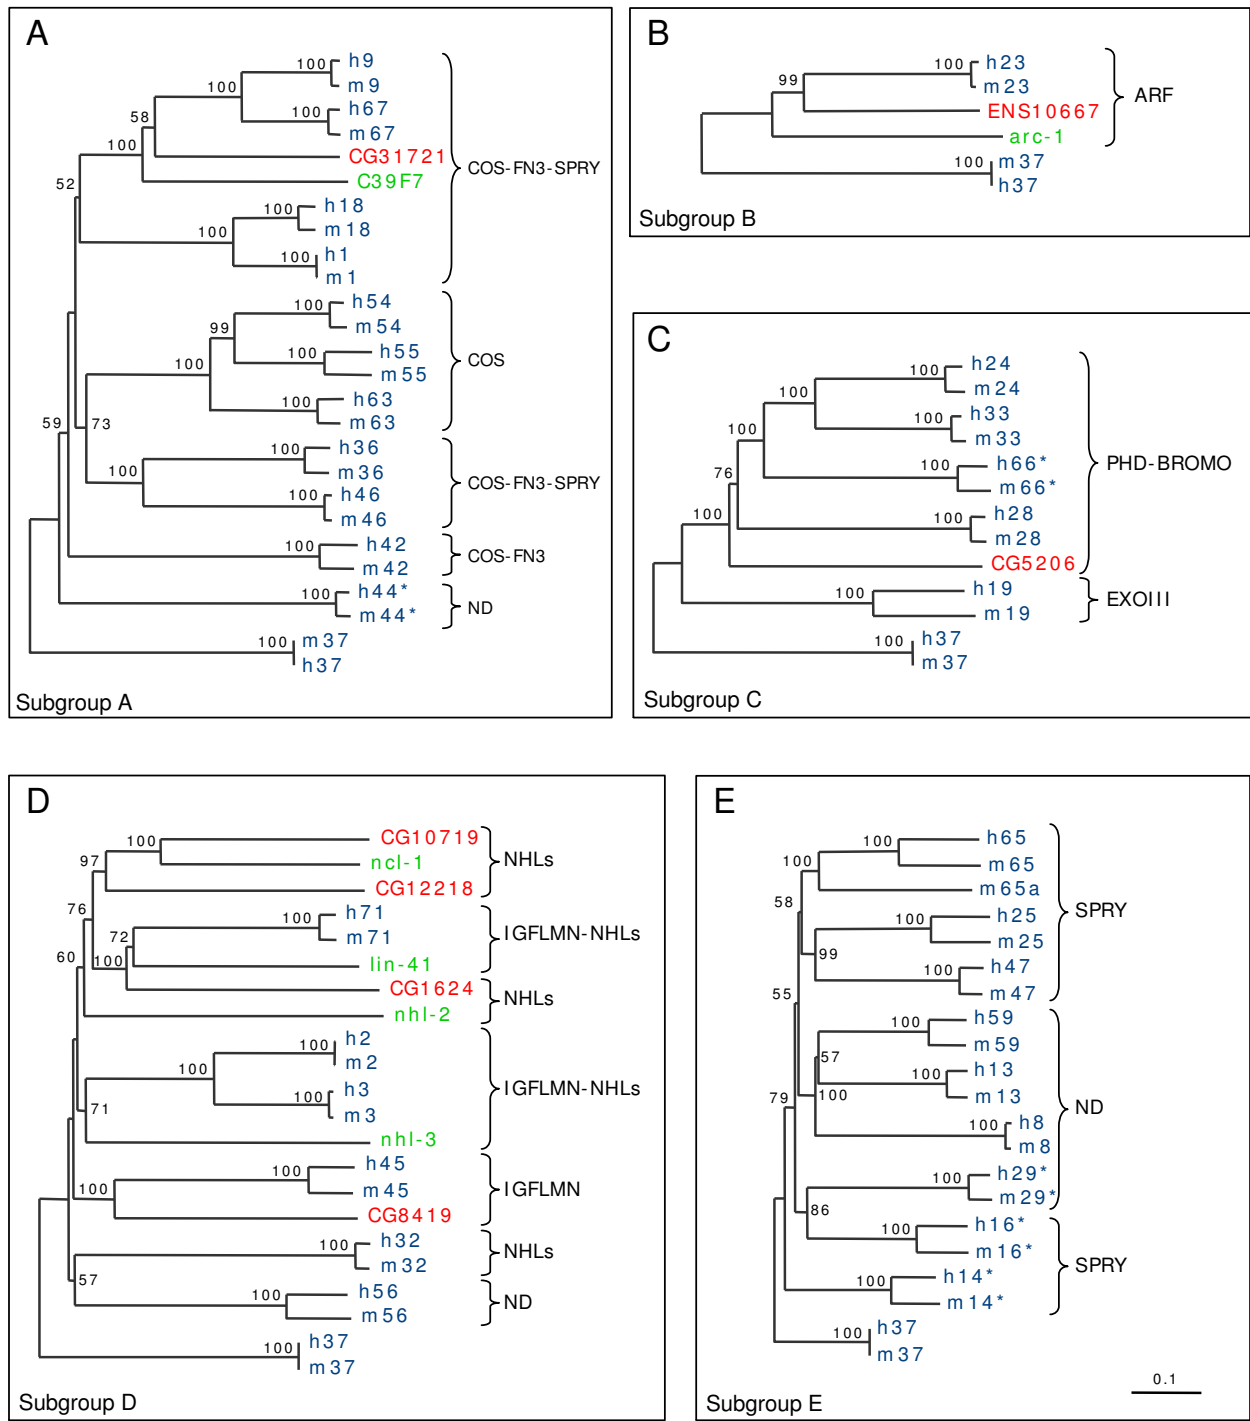 A
100
h9
m9
100
100
h67
m67
58
CG31721
100
C39F7
52
COS-FN3-SPRY
100
h18
m18
100
100
h1
m1
100
h54
m54
99
100
h55
m55
100
COS
100
h63
m63
59
73
100
h36
m36
100
COS-FN3-SPRY
100
h46
m46
100
h42
m42
COS-FN3
100
h44*
m44*
ND
100
m37
h37
Subgroup A
B
100
h23
m23
99
ENS10667
ARF
arc-1
100
m37
h37
Subgroup B
C
100
h24
m24
100
100
h33
m33
100
100
h66*
m66*
76
PHD-BROMO
100
h28
m28
100
CG5206
100
h19
m19
EXOIII
100
h37
m37
Subgroup C
D
100
CG10719
ncl-1
97
CG12218
NHLs
76
100
h71
m71
72
lin-41
IGFLMN-NHLs
60
100
CG1624
nhl-2
NHLs
100
h2
m2
100
100
h3
m3
IGFLMN-NHLs
71
nhl-3
100
h45
m45
100
CG8419
IGFLMN
100
h32
m32
NHLs
57
100
h56
m56
ND
100
h37
m37
Subgroup D
E
100
h65
m65
100
m65a
58
SPRY
100
h25
m25
99
100
h47
m47
55
100
h59
m59
57
100
h13
m13
100
ND
79
100
h8
m8
100
h29*
m29*
86
100
h16*
m16*
SPRY
100
h14*
m14*
100
h37
m37
0.1
Subgroup E